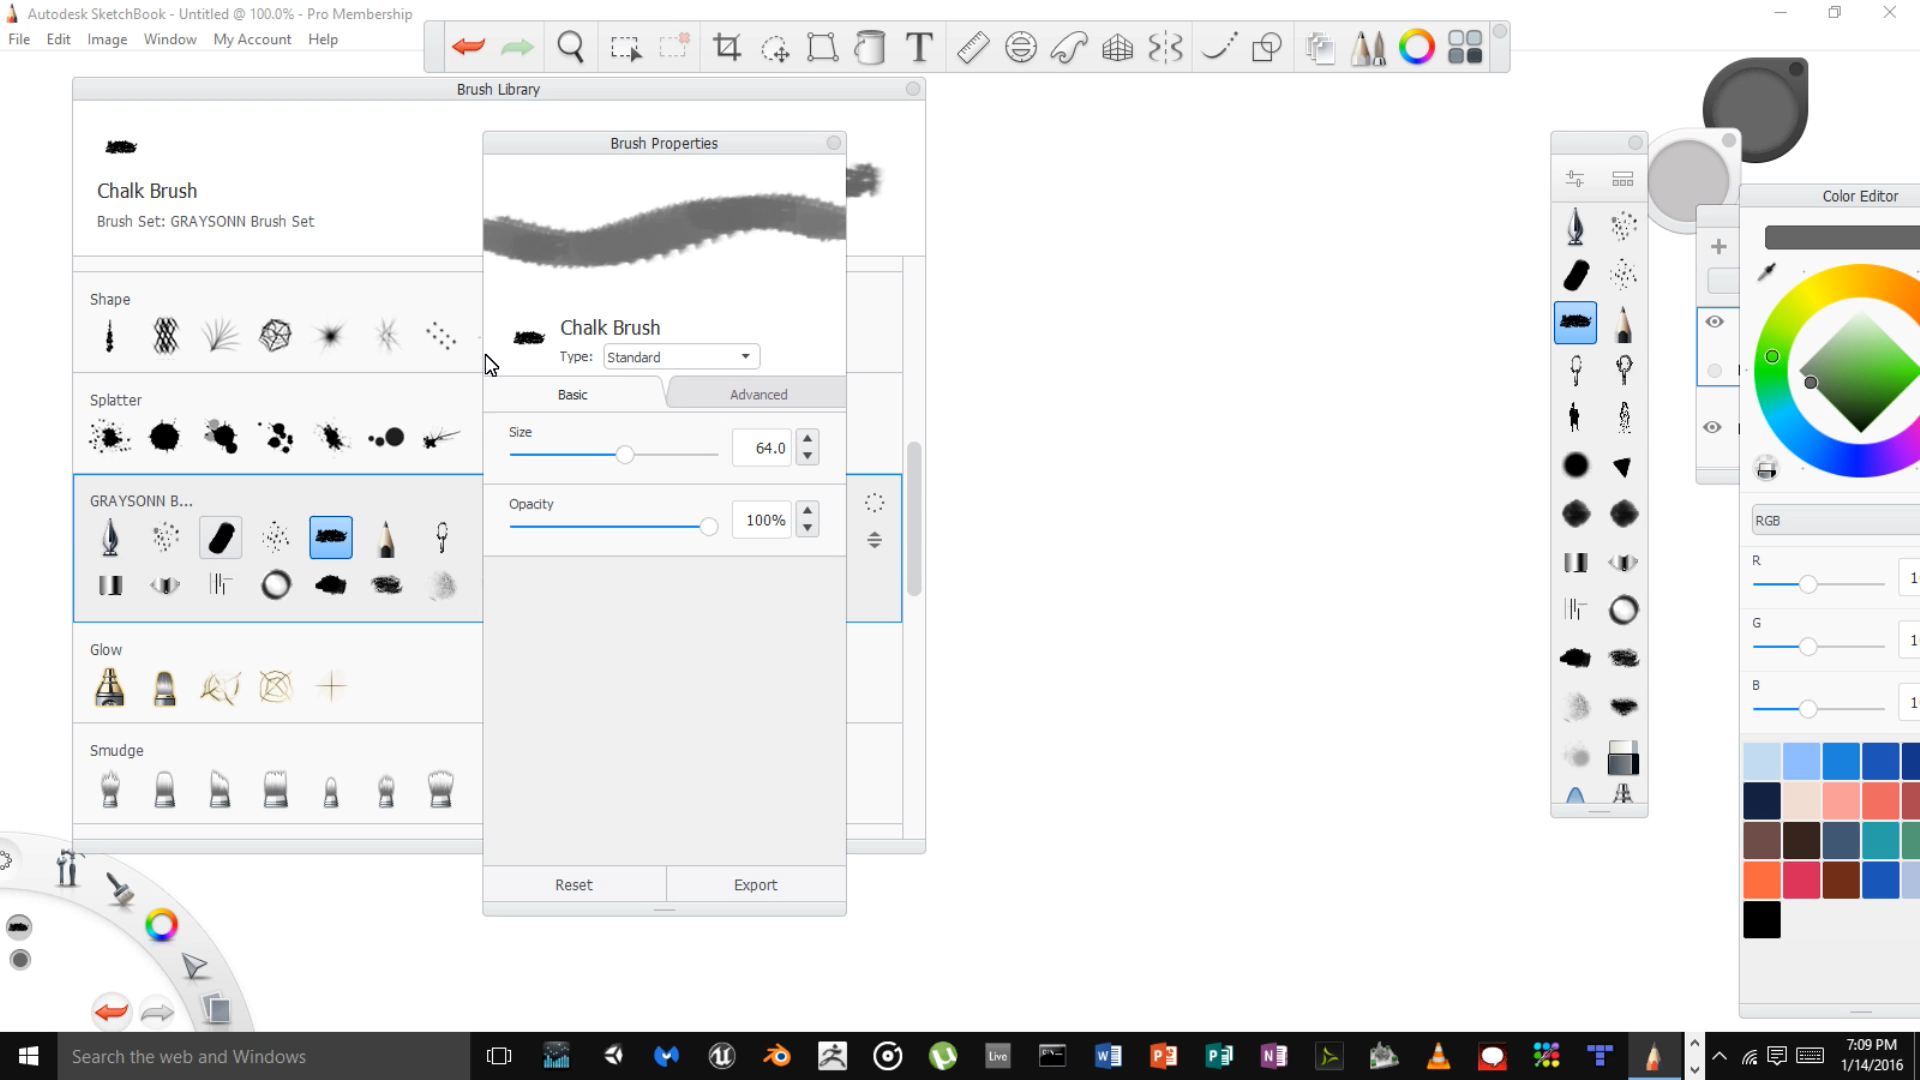 Autodesk SketchBook - Untitled @ 100.0% - Pro Membership
File Edit Image Window My Account Help
T
Brush Library
Chalk Brush
Brush Set: GRAYSONN Brush Set
Brush Properties
Chalk Brush
Type: Standard
Basic Advanced
Size
64.0
Opacity
100%
Reset Export
Shape
Splatter
GRAYSONN B...
Glow
Smudge
Color Editor
RGB
R
G
B
Search the web and Windows
Live
7:09 PM
1/14/2016